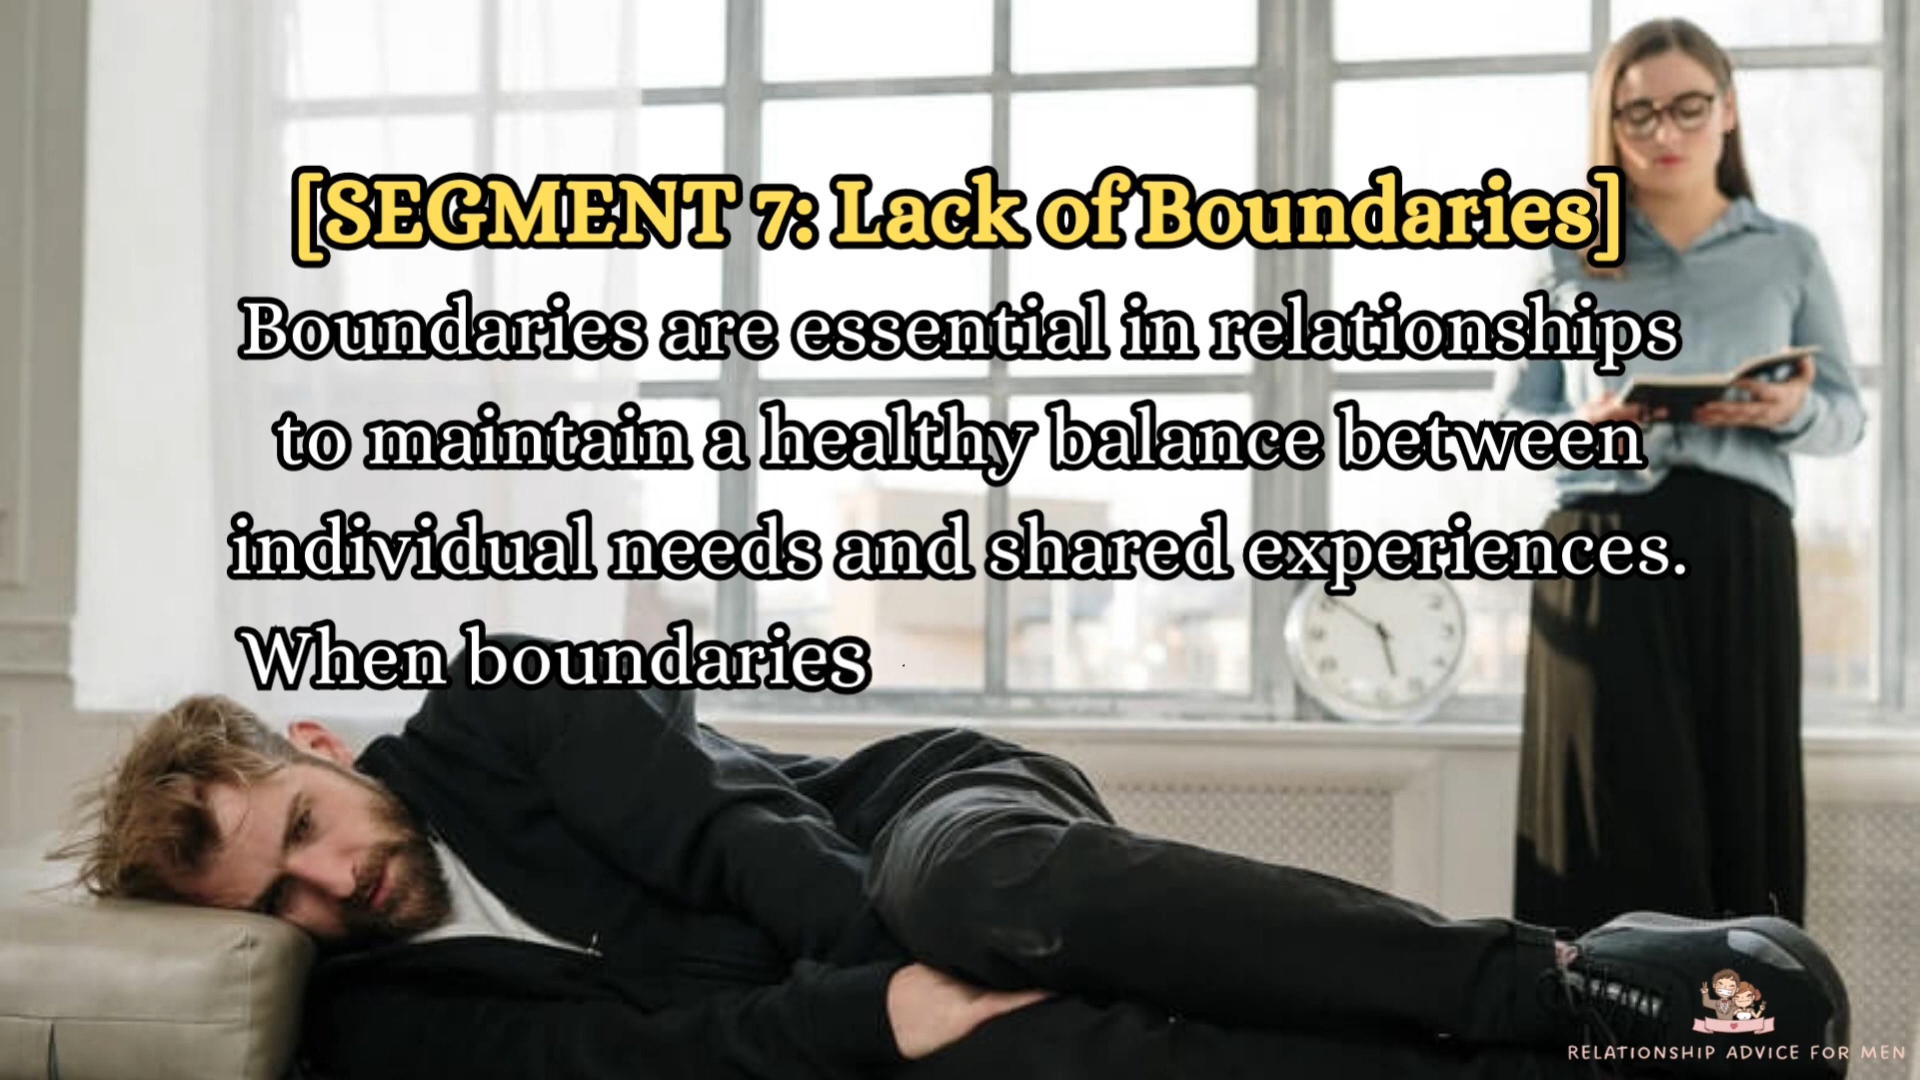 [SEGMENT 7: Lack of Boundaries]
Boundaries are essential in relationships
to maintain a healthy balance between
individual needs and shared experiences.
When boundaries
RELATIONSHIP ADVICE FOR MEN